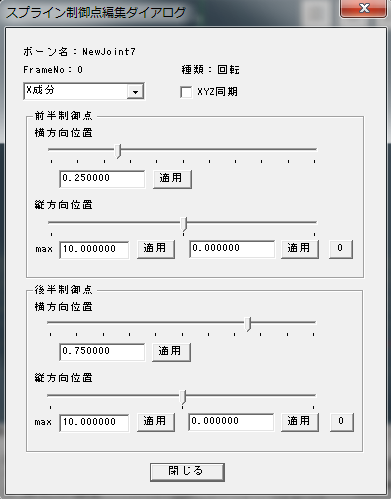 スプライン制御点編集ダイアログ
ボーン名：NewJoint7
FrameNo：0 種類：回転
X成分 XYZ同期
前半制御点
横方向位置
0.250000 適用
縦方向位置
max 10.000000 適用 0.000000 適用 0
後半制御点
横方向位置
0.750000 適用
縦方向位置
max 10.000000 適用 0.000000 適用 0
閉じる